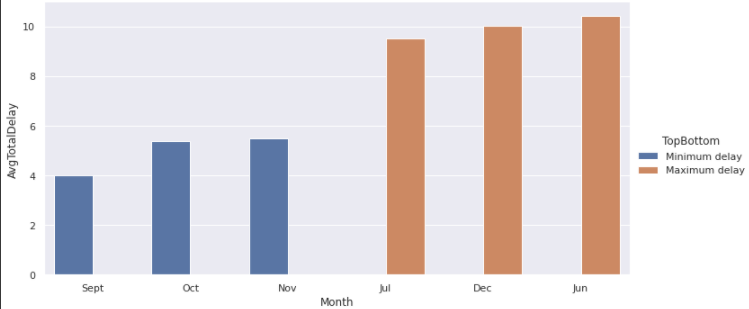 10
8
6
4
2
0
AvgTotalDelay
Sept Oct Nov Jul Dec Jun
Month
TopBottom
Minimum delay
Maximum delay